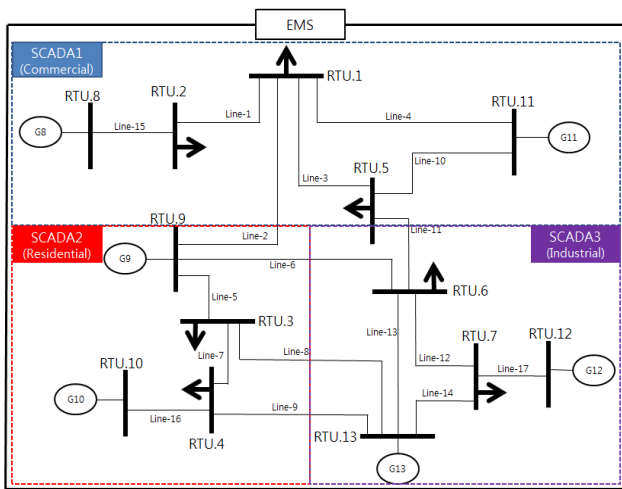 EMS
SCADA1
(Commercial)
RTU.1
RTU.8
RTU.2
RTU.11
Line-15
Line-1
Line-4
G8
G11
RTU.5
Line-10
Line-3
RTU.9
SCADA2
(Residential)
Line-2
Line-11
SCADA3
(Industrial)
G9
Line-6
RTU.6
Line-5
RTU.3
Line-13
RTU.7
RTU.12
RTU.10
Line-7
Line-8
Line-12
Line-17
G12
G10
Line-14
Line-16
Line-9
RTU.4
RTU.13
G13